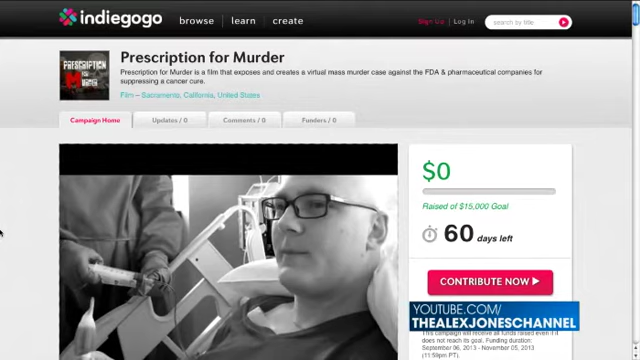 indiegogo browse learn create Sign Up Log In search by title
PRESCRIPTION FOR MURDER
Prescription for Murder
Prescription for Murder is a film that exposes and creates a virtual mass murder case against the FDA & pharmaceutical companies for
suppressing a cancer cure.
Film – Sacramento, California, United States
Campaign Home Updates / 0 Comments / 0 Funders / 0
$0
Raised of $15,000 Goal
60 days left
CONTRIBUTE NOW
YOUTUBE.COM/
THEALEXJONESCHANNEL
This campaign will receive all funds raised even if it
does not reach its goal. Funding duration:
September 06, 2013 - November 05, 2013
(11:59pm PT).